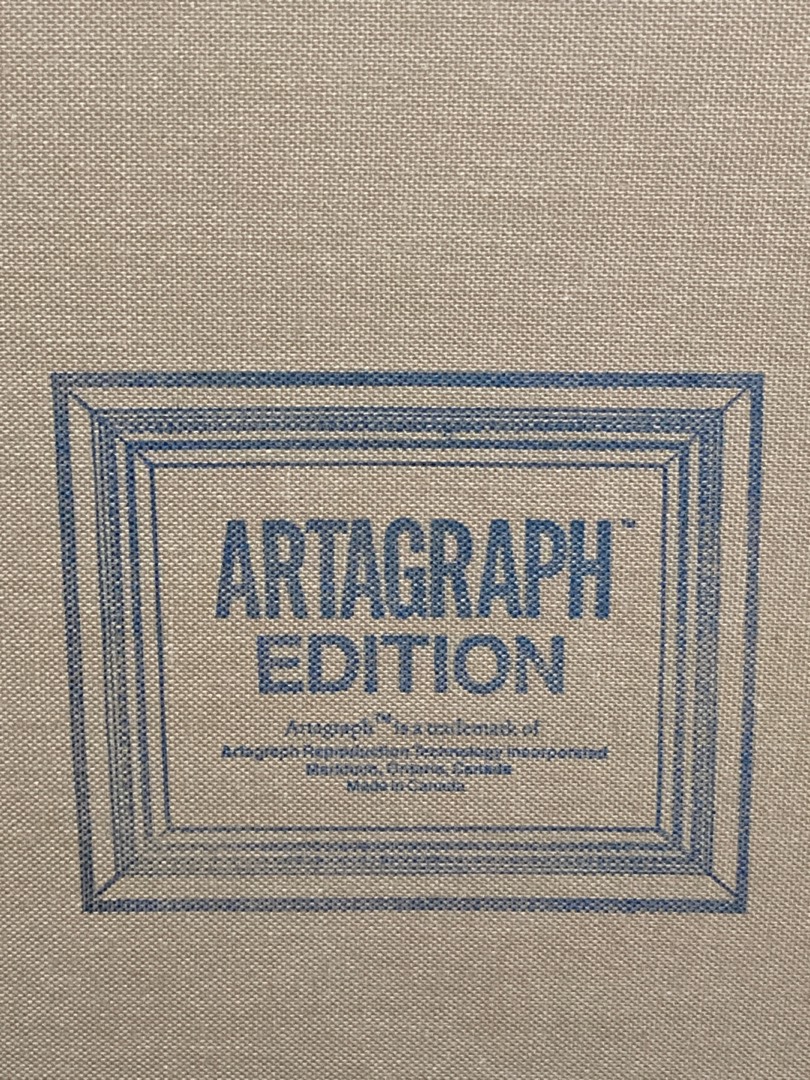 ARTAGRAPH™
EDITION
Artagraph™ is a trademark of
Artagraph Reproduction Technology Incorporated
Markham, Ontario, Canada
Made in Canada